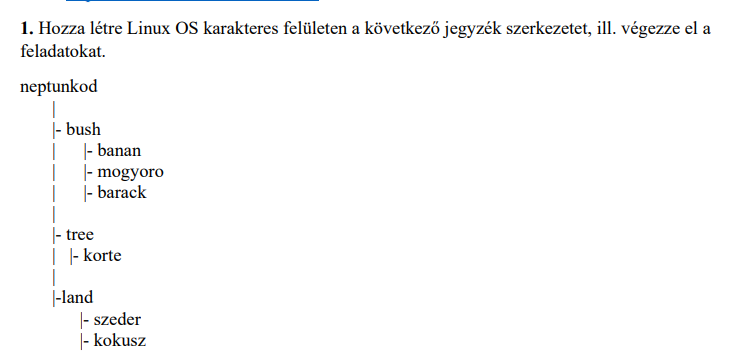 1. Hozza létre Linux OS karakteres felületen a következő jegyzék szerkezetet, ill. végezze el a
feladatokat.
neptunkod
|
|- bush
| |- banan
| |- mogyoro
| |- barack
|
|- tree
| |- korte
|
|-land
|- szeder
|- kokusz